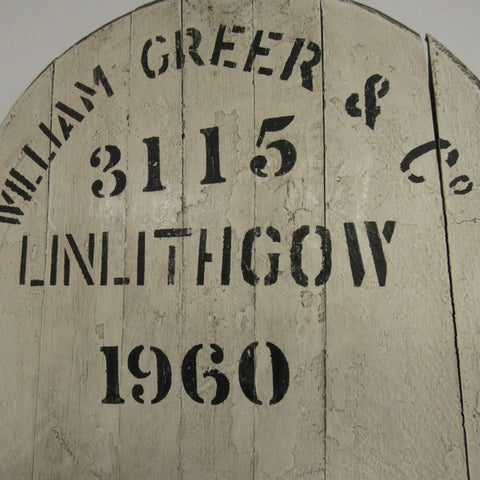 WILLIAM GREER & Co
3115
LINLITHGOW
1960